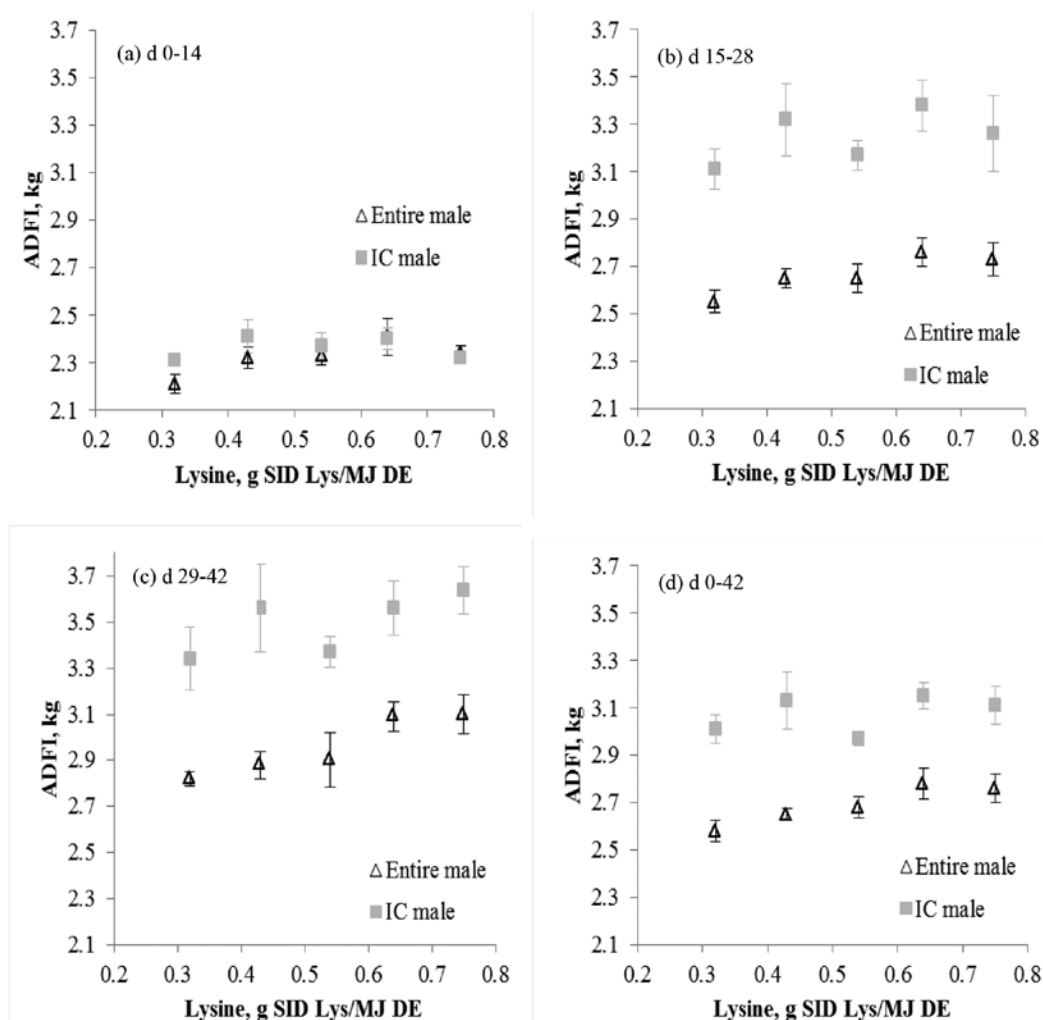 (a) d 0-14
ADFI, kg
3.7
3.5
3.3
3.1
2.9
2.7
2.5
2.3
2.1
Entire male
IC male
0.2 0.3 0.4 0.5 0.6 0.7 0.8
Lysine, g SID Lys/MJ DE
(b) d 15-28
ADFI, kg
3.7
3.5
3.3
3.1
2.9
2.7
2.5
2.3
2.1
Entire male
IC male
0.2 0.3 0.4 0.5 0.6 0.7 0.8
Lysine, g SID Lys/MJ DE
(c) d 29-42
ADFI, kg
3.7
3.5
3.3
3.1
2.9
2.7
2.5
2.3
2.1
Entire male
IC male
0.2 0.3 0.4 0.5 0.6 0.7 0.8
Lysine, g SID Lys/MJ DE
(d) d 0-42
ADFI, kg
3.7
3.5
3.3
3.1
2.9
2.7
2.5
2.3
2.1
Entire male
IC male
0.2 0.3 0.4 0.5 0.6 0.7 0.8
Lysine, g SID Lys/MJ DE